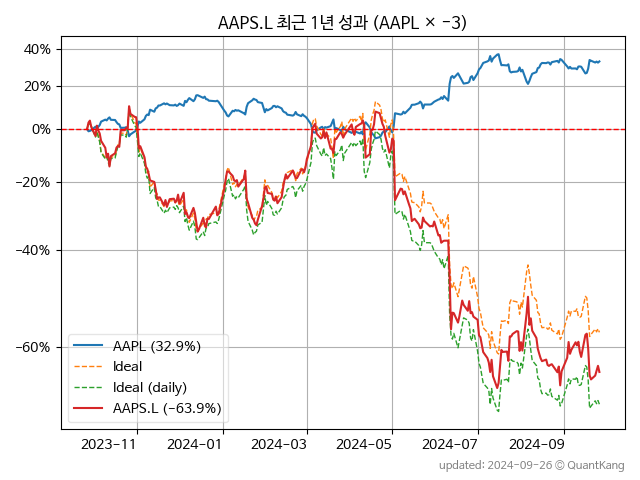 AAPS.L 최근 1년 성과 (AAPL × −3)
40%
20%
0%
−20%
−40%
−60%
AAPL (32.9%)
Ideal
Ideal (daily)
AAPS.L (−63.9%)
2023-11
2024-01
2024-03
2024-05
2024-07
2024-09
updated: 2024-09-26 © QuantKang